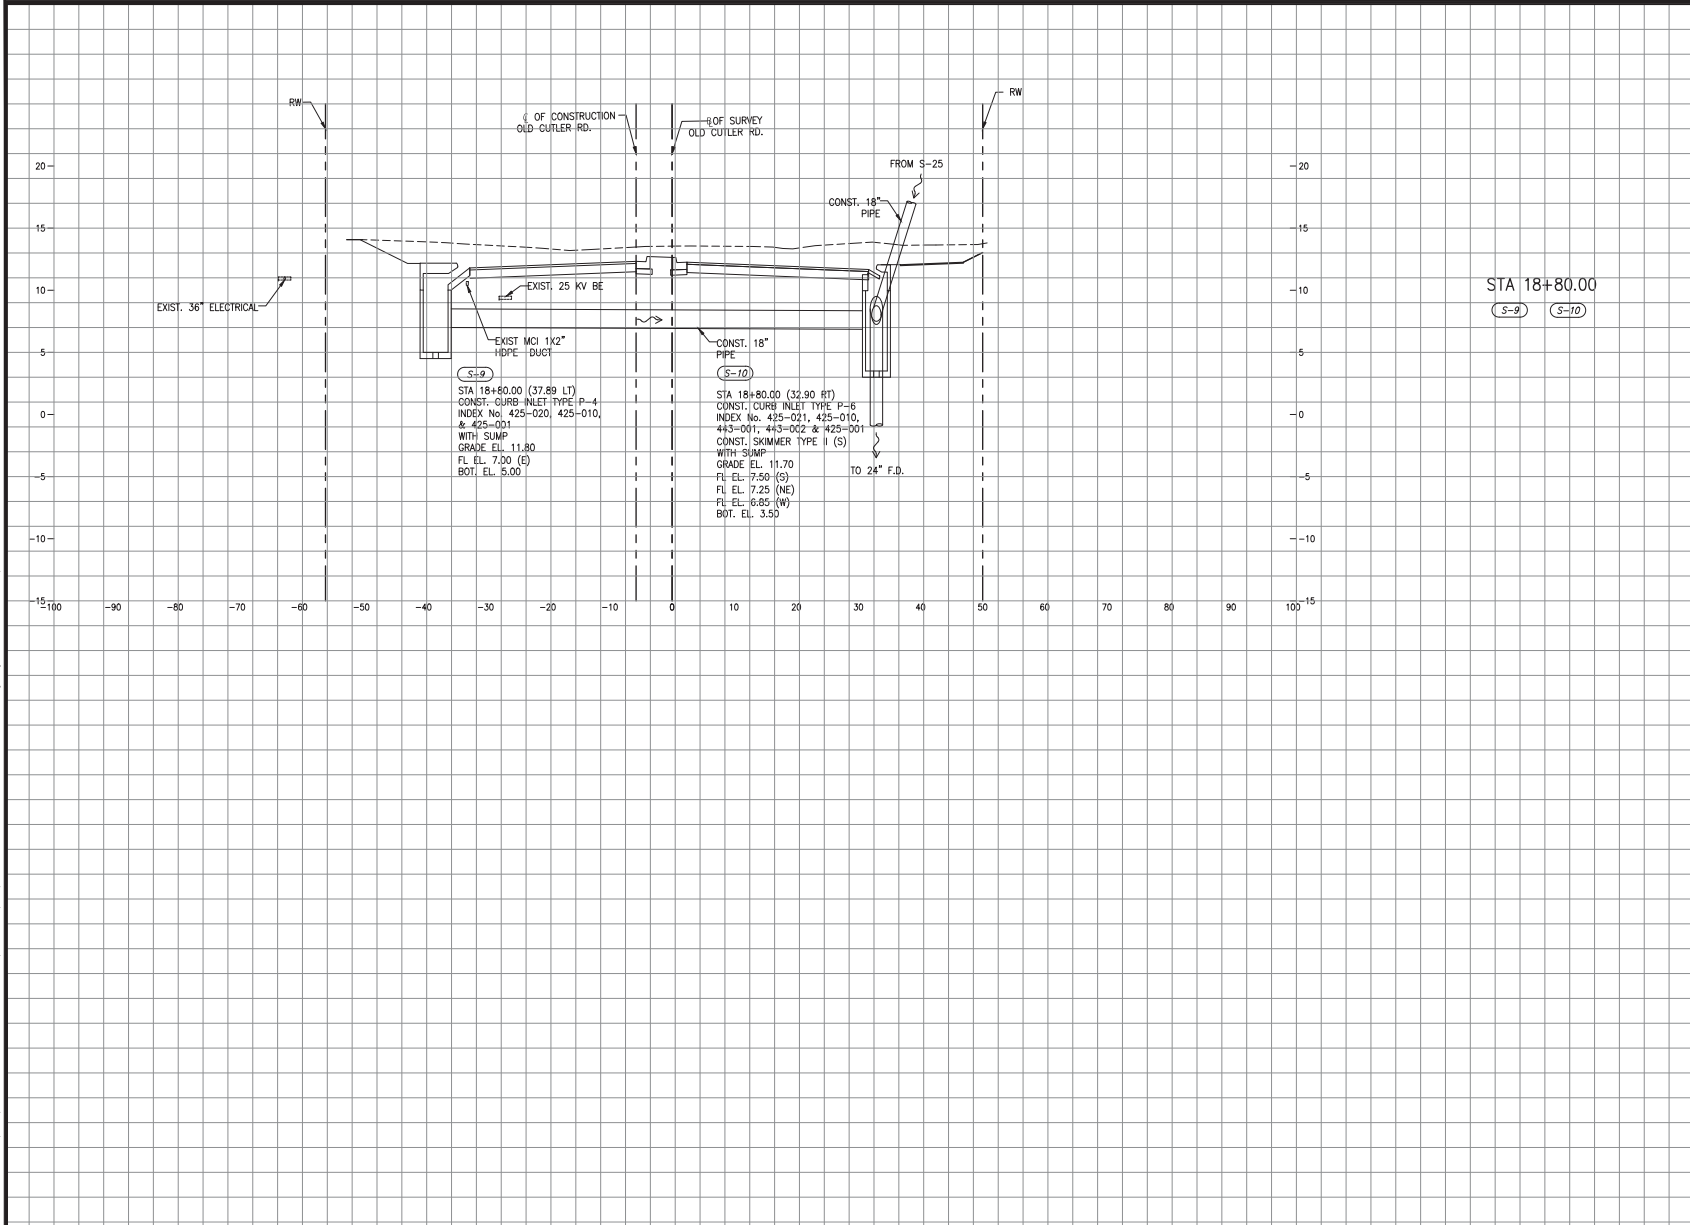 RW
RW
℄ OF CONSTRUCTION
OLD CUTLER RD.
OF SURVEY
OLD CUTLER RD.
20
20
FROM S-25
CONST. 18"
PIPE
15
15
10
10
EXIST. 36" ELECTRICAL
EXIST. 25 KV BE
STA 18+80.00
S-9
S-10
EXIST MCI 1X2"
HDPE DUCT
CONST. 18"
PIPE
5
5
S-9
STA 18+80.00 (37.89 LT)
CONST. CURB INLET TYPE P-4
INDEX No. 425-020, 425-010,
& 425-001
WITH SUMP
GRADE EL. 11.80
FL EL. 7.00 (E)
BOT. EL. 5.00
S-10
STA 18+80.00 (32.90 RT)
CONST. CURB INLET TYPE P-6
INDEX No. 425-021, 425-010,
443-001, 443-002 & 425-001
CONST. SKIMMER TYPE II (S)
WITH SUMP
GRADE EL. 11.70
FL EL. 7.50 (S)
FL EL. 7.25 (NE)
FL EL. 6.85 (W)
BOT. EL. 3.50
TO 24" F.D.
0
0
-5
-5
-10
-10
-15
-15
-100 -90 -80 -70 -60 -50 -40 -30 -20 -10 0 10 20 30 40 50 60 70 80 90 100